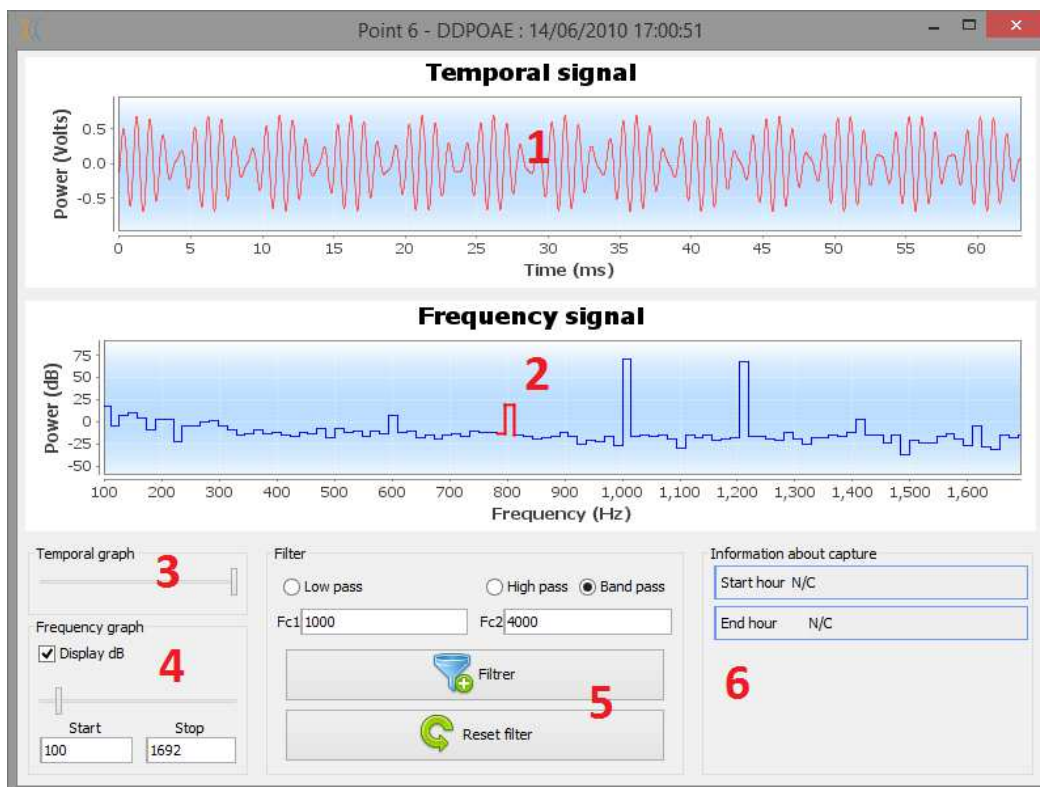 Point 6 - DDPOAE : 14/06/2010 17:00:51
Temporal signal
Power (Volts)
0.5
0.0
-0.5
1
0 5 10 15 20 25 30 35 40 45 50 55 60
Time (ms)
Frequency signal
Power (dB)
75
50
25
0
-25
-50
2
100 200 300 400 500 600 700 800 900 1,000 1,100 1,200 1,300 1,400 1,500 1,600
Frequency (Hz)
Temporal graph
3
Frequency graph
Display dB
4
Start Stop
100 1692
Filter
Low pass High pass Band pass
Fc1 1000 Fc2 4000
Filtrer
5
Reset filter
Information about capture
Start hour N/C
End hour N/C
6